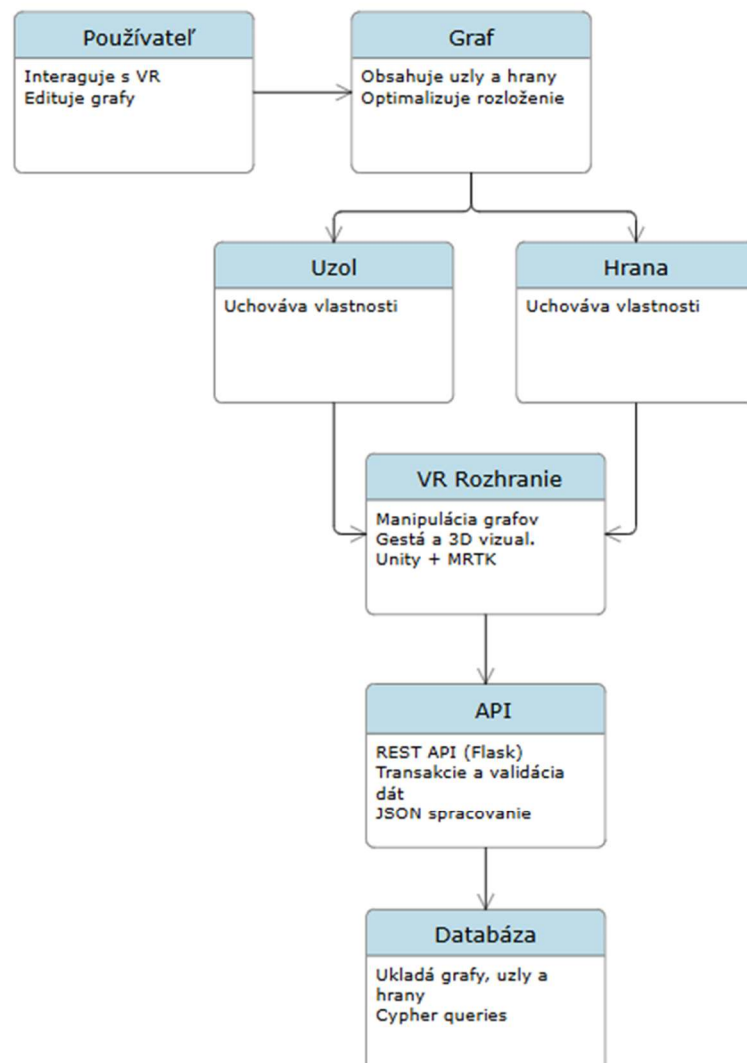 Používateľ
Interaguje s VR
Edituje grafy
Graf
Obsahuje uzly a hrany
Optimalizuje rozloženie
Uzol
Uchováva vlastnosti
Hrana
Uchováva vlastnosti
VR Rozhranie
Manipulácia grafov
Gestá a 3D vizual.
Unity + MRTK
API
REST API (Flask)
Transakcie a validácia
dát
JSON spracovanie
Databáza
Ukladá grafy, uzly a
hrany
Cypher queries